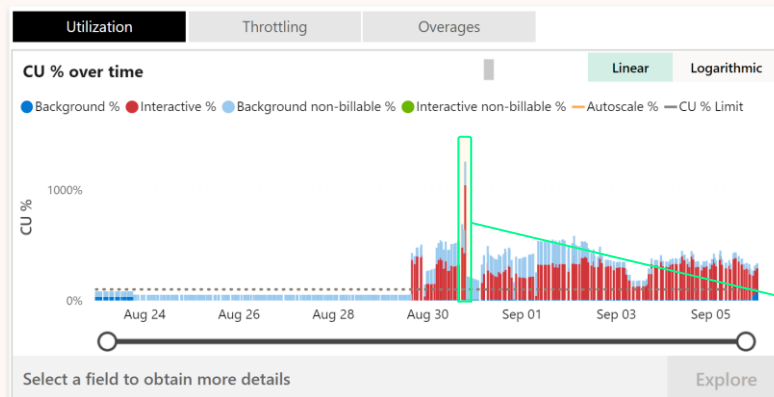 Utilization Throttling Overages
CU % over time Linear Logarithmic
Background % Interactive % Background non-billable % Interactive non-billable % Autoscale % CU % Limit
1000%
CU %
0%
Aug 24 Aug 26 Aug 28 Aug 30 Sep 01 Sep 03 Sep 05
Select a field to obtain more details Explore